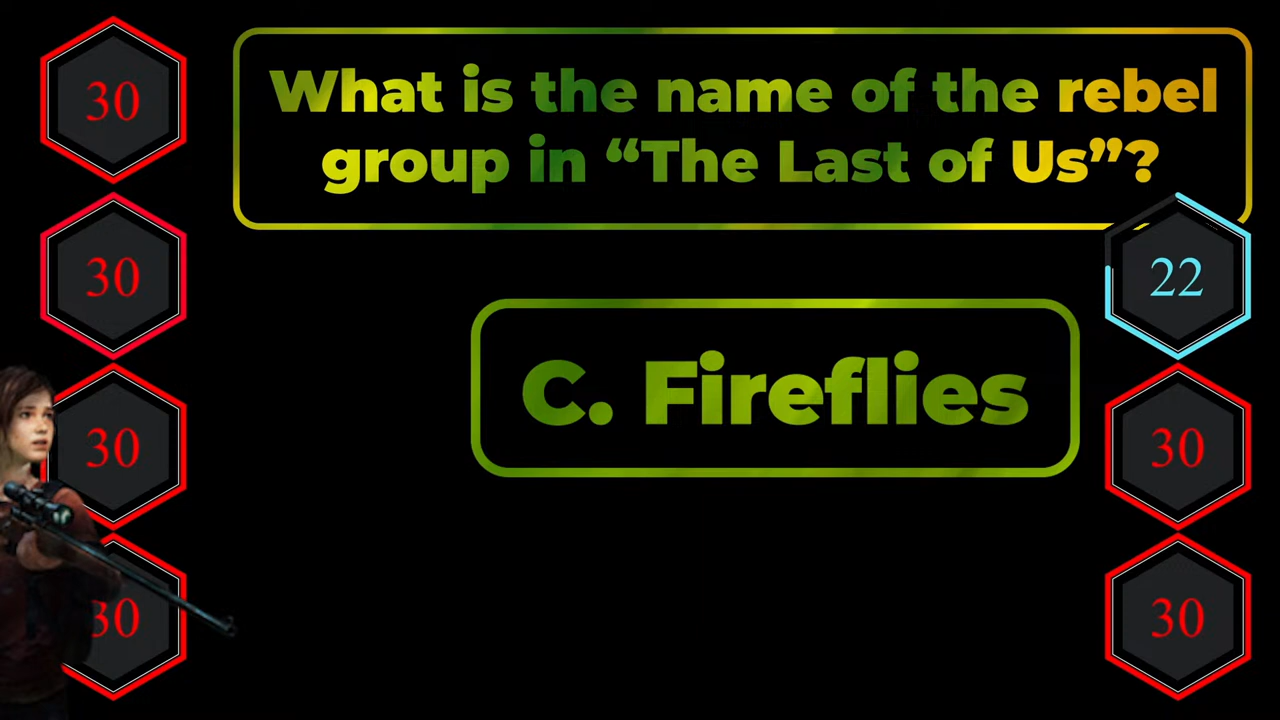 30
What is the name of the rebel
group in “The Last of Us”?
30
22
C. Fireflies
30
30
30
30